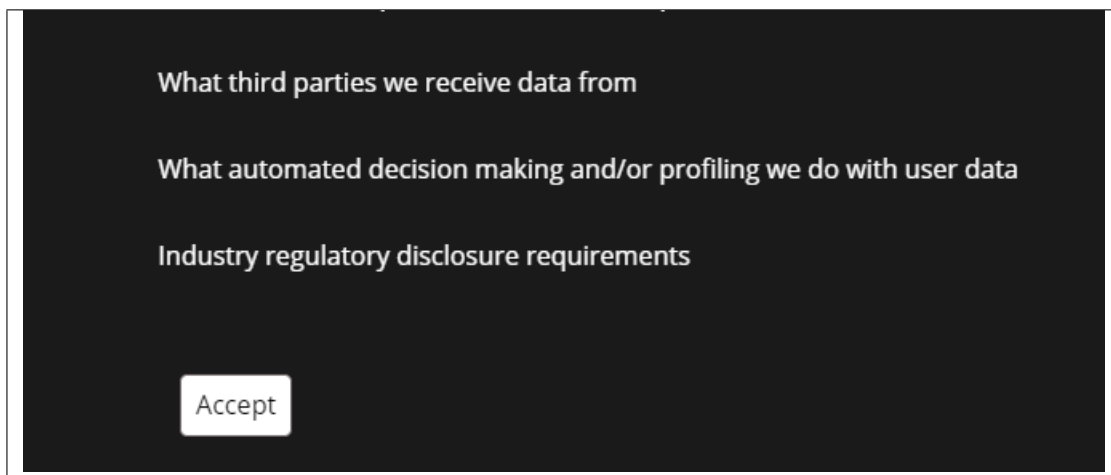 What third parties we receive data from
What automated decision making and/or profiling we do with user data
Industry regulatory disclosure requirements
Accept